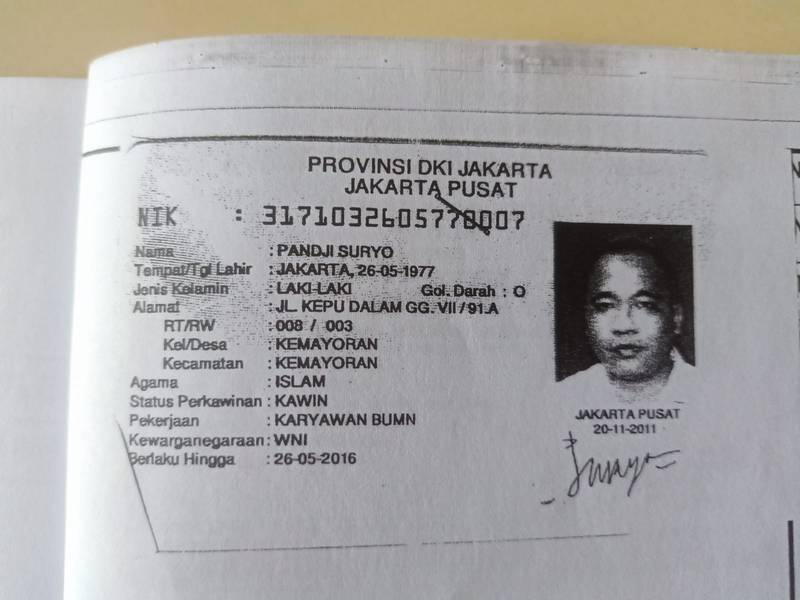 PROVINSI DKI JAKARTA
JAKARTA PUSAT
NIK : 3171032605770007
Nama : PANDJI SURYO
Tempat/Tgl Lahir : JAKARTA, 26-05-1977
Jenis Kelamin : LAKI-LAKI Gol. Darah : O
Alamat : JL. KEPU DALAM GG. VII / 91.A
RT/RW : 008 / 003
Kel/Desa : KEMAYORAN
Kecamatan : KEMAYORAN
Agama : ISLAM
Status Perkawinan : KAWIN
Pekerjaan : KARYAWAN BUMN
Kewarganegaraan : WNI
Berlaku Hingga : 26-05-2016
JAKARTA PUSAT
20-11-2011